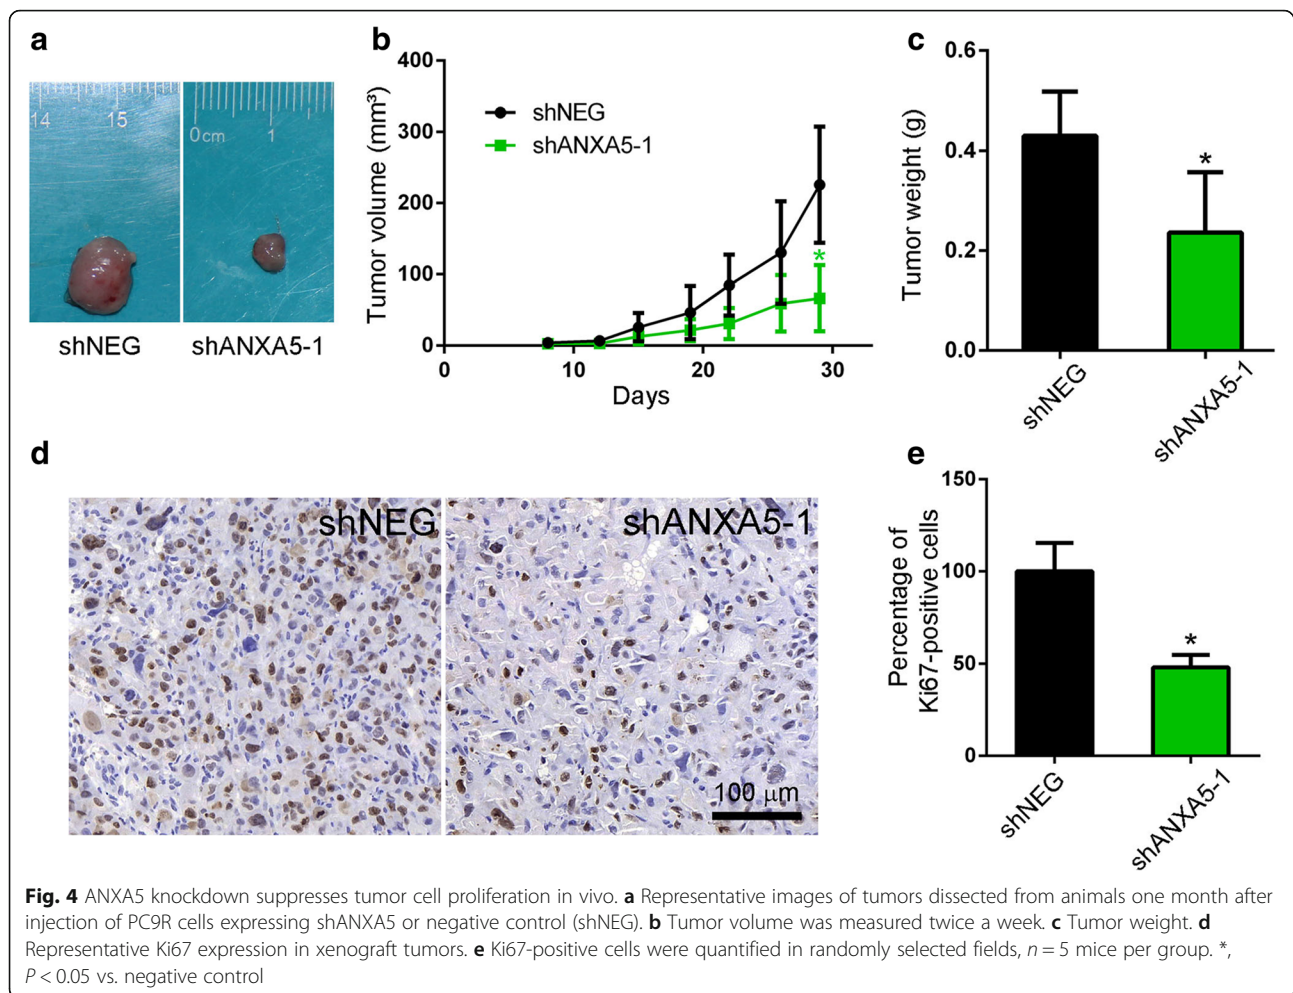 a
14 15
0cm 1
shNEG shANXA5-1
b
Tumor volume (mm³)
400
300
200
100
0
0 10 20 30
Days
shNEG
shANXA5-1
*
c
Tumor weight (g)
0.6
0.4
0.2
0.0
*
shNEG
shANXA5-1
d
shNEG
shANXA5-1
100 μm
e
Percentage of
Ki67-positive cells
150
100
50
0
*
shNEG
shANXA5-1
Fig. 4 ANXA5 knockdown suppresses tumor cell proliferation in vivo. a Representative images of tumors dissected from animals one month after
injection of PC9R cells expressing shANXA5 or negative control (shNEG). b Tumor volume was measured twice a week. c Tumor weight. d
Representative Ki67 expression in xenograft tumors. e Ki67-positive cells were quantified in randomly selected fields, n = 5 mice per group. *,
P < 0.05 vs. negative control